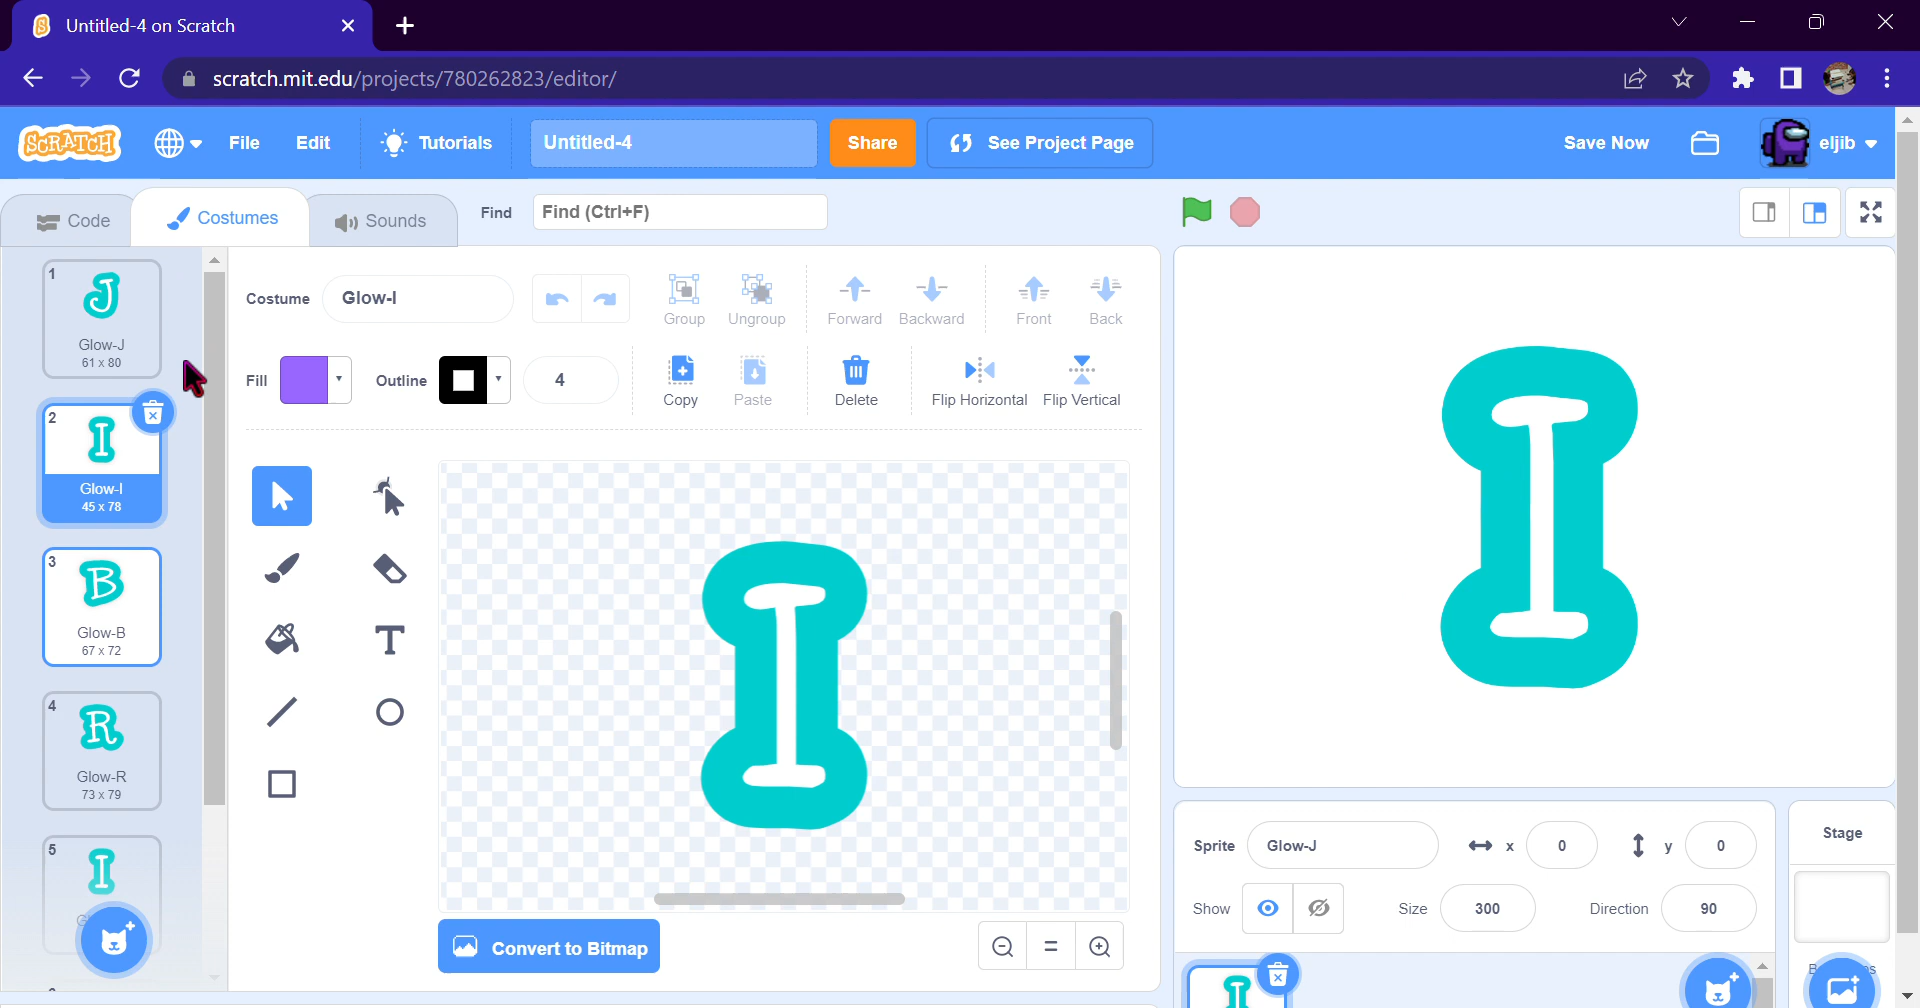 Untitled-4 on Scratch
scratch.mit.edu/projects/780262823/editor/
SCRATCH File Edit Tutorials Untitled-4 Share See Project Page Save Now eljib
Code Costumes Sounds Find Find (Ctrl+F)
1
J
Glow-J
61 x 80
2
I
Glow-I
45 x 78
3
B
Glow-B
67 x 72
4
R
Glow-R
73 x 79
5
I
Costume Glow-I
Group Ungroup Forward Backward Front Back
Fill Outline 4
Copy Paste Delete Flip Horizontal Flip Vertical
T
I
Convert to Bitmap
I
Sprite Glow-J x 0 y 0
Show Size 300 Direction 90
I
Stage